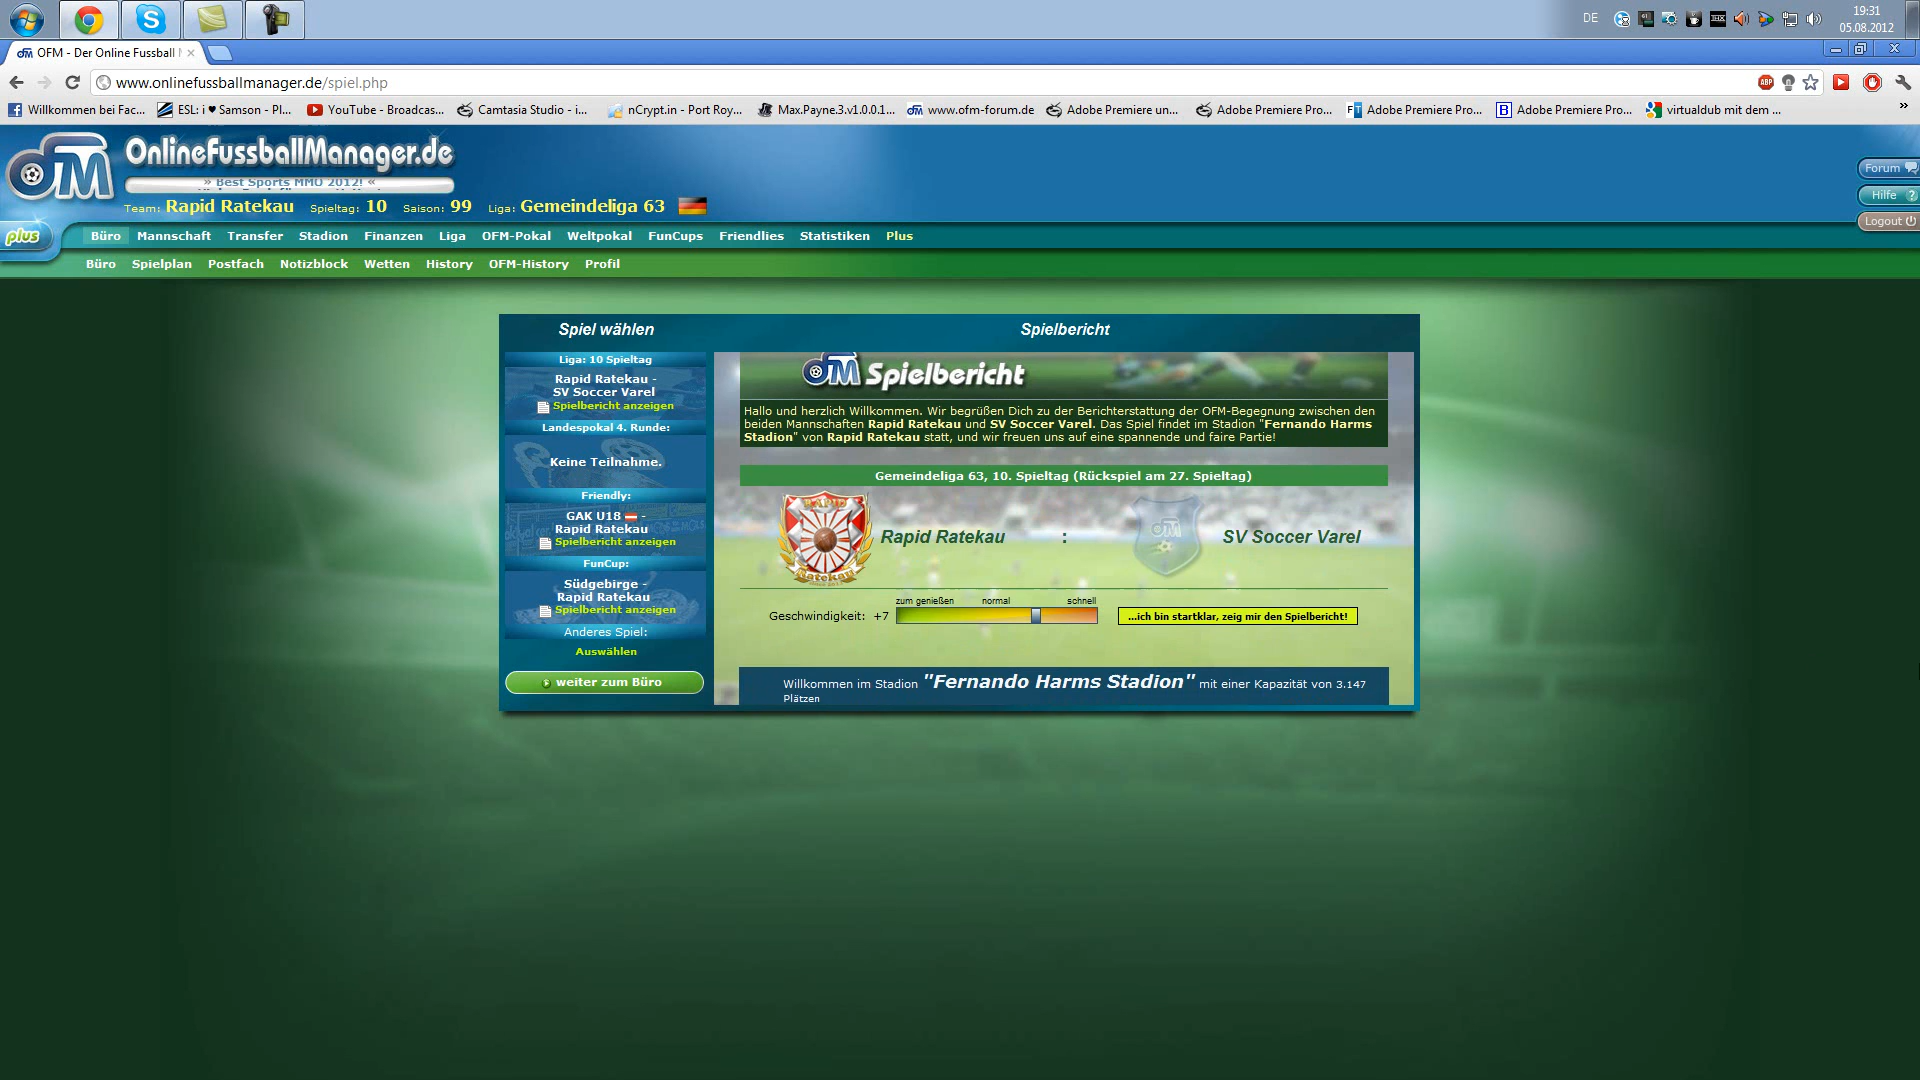 DE
19:31
05.08.2012
OFM - Der Online Fussball M
www.onlinefussballmanager.de/spiel.php
ABP
Willkommen bei Fac...
ESL: i ♥ Samson - Pl...
YouTube - Broadcas...
Camtasia Studio - i...
nCrypt.in - Port Roy...
Max.Payne.3.v1.0.0.1...
www.ofm-forum.de
Adobe Premiere un...
Adobe Premiere Pro...
Adobe Premiere Pro...
Adobe Premiere Pro...
virtualdub mit dem ...
»
OFM
OnlineFussballManager.de
» Best Sports MMO 2012! «
Team: Rapid Ratekau Spieltag: 10 Saison: 99 Liga: Gemeindeliga 63
Forum
Hilfe ?
Logout
plus
Büro Mannschaft Transfer Stadion Finanzen Liga OFM-Pokal Weltpokal FunCups Friendlies Statistiken Plus
Büro Spielplan Postfach Notizblock Wetten History OFM-History Profil
Spiel wählen
Liga: 10 Spieltag
Rapid Ratekau -
SV Soccer Varel
Spielbericht anzeigen
Landespokal 4. Runde:
Keine Teilnahme.
Friendly:
GAK U18 -
Rapid Ratekau
Spielbericht anzeigen
FunCup:
Südgebirge -
Rapid Ratekau
Spielbericht anzeigen
Anderes Spiel:
Auswählen
weiter zum Büro
Spielbericht
OFM Spielbericht
Hallo und herzlich Willkommen. Wir begrüßen Dich zu der Berichterstattung der OFM-Begegnung zwischen den
beiden Mannschaften Rapid Ratekau und SV Soccer Varel. Das Spiel findet im Stadion "Fernando Harms
Stadion" von Rapid Ratekau statt, und wir freuen uns auf eine spannende und faire Partie!
Gemeindeliga 63, 10. Spieltag (Rückspiel am 27. Spieltag)
RAPID
Ratekau
Rapid Ratekau : SV Soccer Varel
OFM
zum genießen normal schnell
Geschwindigkeit: +7
...ich bin startklar, zeig mir den Spielbericht!
Willkommen im Stadion "Fernando Harms Stadion" mit einer Kapazität von 3.147
Plätzen